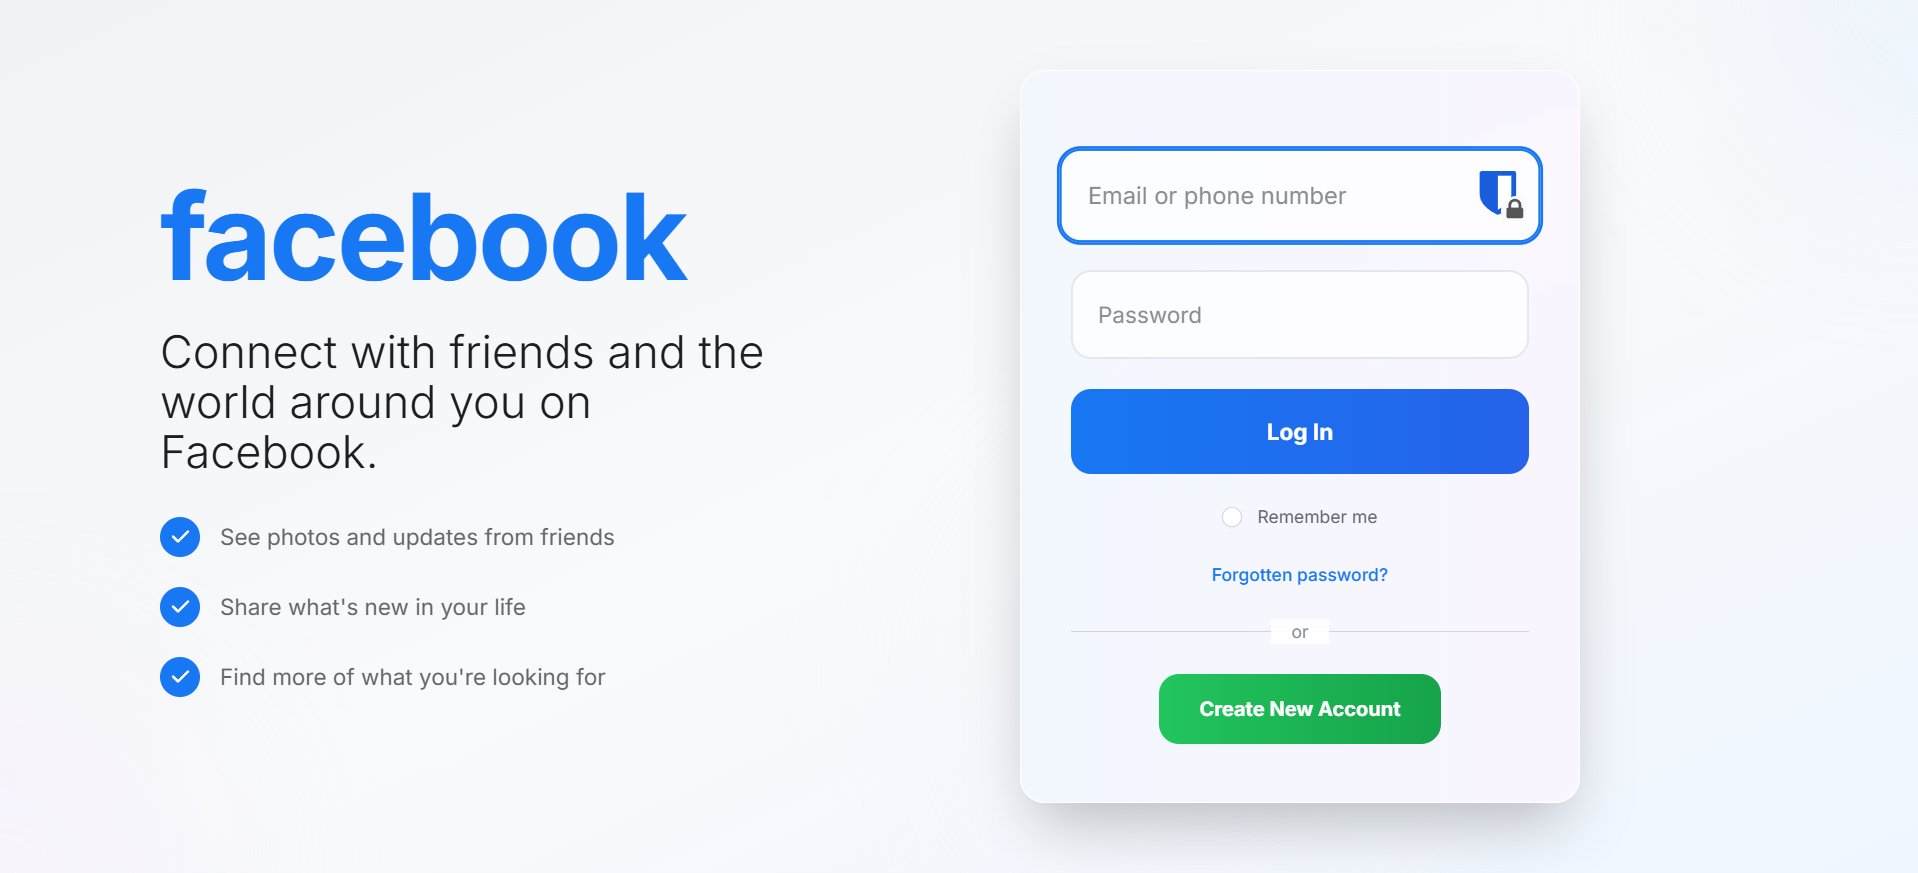 facebook
Connect with friends and the
world around you on
Facebook.
See photos and updates from friends
Share what's new in your life
Find more of what you're looking for
Email or phone number
Password
Log In
Remember me
Forgotten password?
or
Create New Account